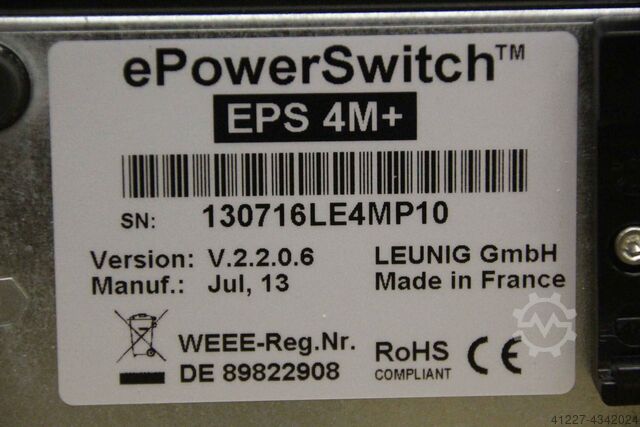 ePowerSwitch™
EPS 4M+
SN: 130716LE4MP10
Version: V.2.2.0.6 LEUNIG GmbH
Manuf.: Jul, 13 Made in France
WEEE-Reg.Nr.
DE 89822908
RoHS
COMPLIANT
CE
41227-4342024